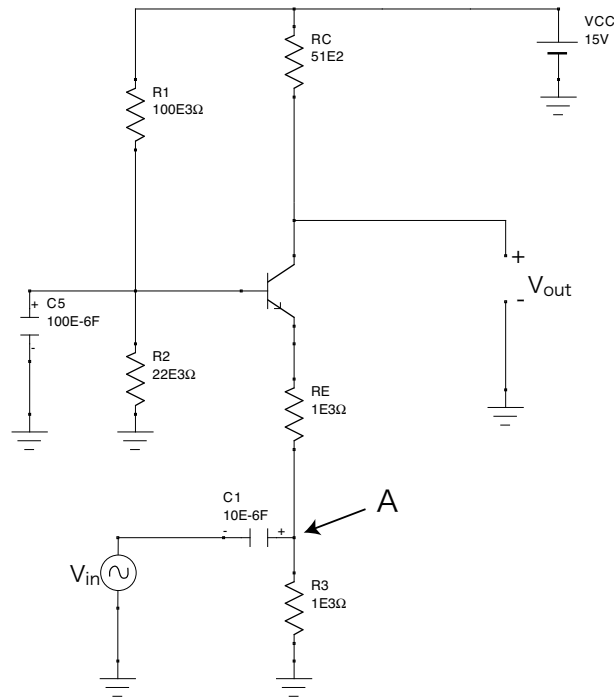 VCC
15V
RC
51E2
R1
100E3Ω
+
Vout
-
+
C5
100E-6F
-
R2
22E3Ω
RE
1E3Ω
A
C1
10E-6F
-
+
Vin
R3
1E3Ω